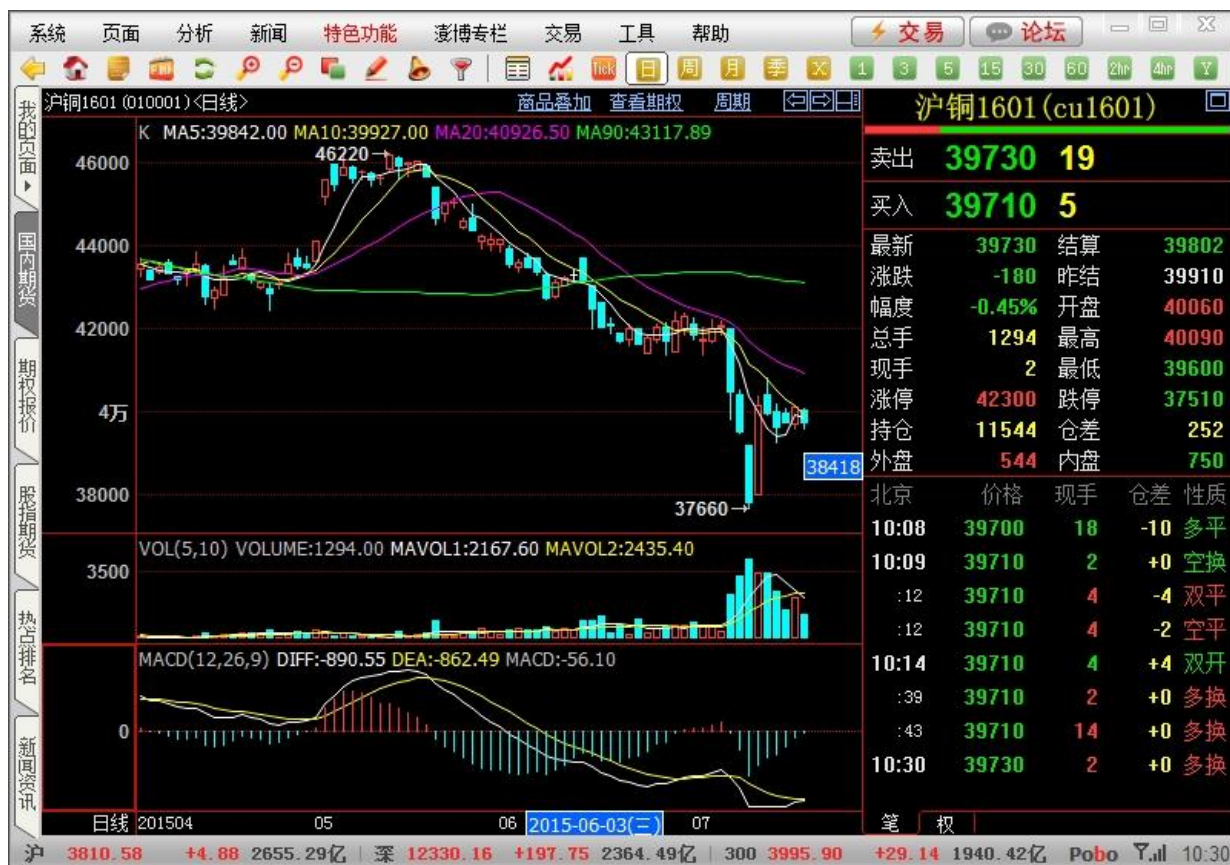 系统 页面 分析 新闻 特色功能 澎博专栏 交易 工具 帮助 交易 论坛
Tick 日 周 月 季 X 1 3 5 15 30 60 2hr 4hr Y
我的页面
国内期货
期权报价
股指期货
热点排名
新闻资讯
沪铜1601(010001)<日线> 商品叠加 查看期权 周期
K MA5:39842.00 MA10:39927.00 MA20:40926.50 MA90:43117.89
46220→
46000
44000
42000
4万
38418
38000
37660→
VOL(5,10) VOLUME:1294.00 MAVOL1:2167.60 MAVOL2:2435.40
3500
MACD(12,26,9) DIFF:-890.55 DEA:-862.49 MACD:-56.10
0
日线 201504 05 06 2015-06-03(三) 07
沪铜1601(cu1601)
卖出 39730 19
买入 39710 5
最新 39730 结算 39802
涨跌 -180 昨结 39910
幅度 -0.45% 开盘 40060
总手 1294 最高 40090
现手 2 最低 39600
涨停 42300 跌停 37510
持仓 11544 仓差 252
外盘 544 内盘 750
北京 价格 现手 仓差 性质
10:08 39700 18 -10 多平
10:09 39710 2 +0 空换
:12 39710 4 -4 双平
:12 39710 4 -2 空平
10:14 39710 4 +4 双开
:39 39710 2 +0 多换
:43 39710 14 +0 多换
10:30 39730 2 +0 多换
笔 权
沪 3810.58 +4.88 2655.29亿 深 12330.16 +197.75 2364.49亿 300 3995.90 +29.14 1940.42亿 Pobo